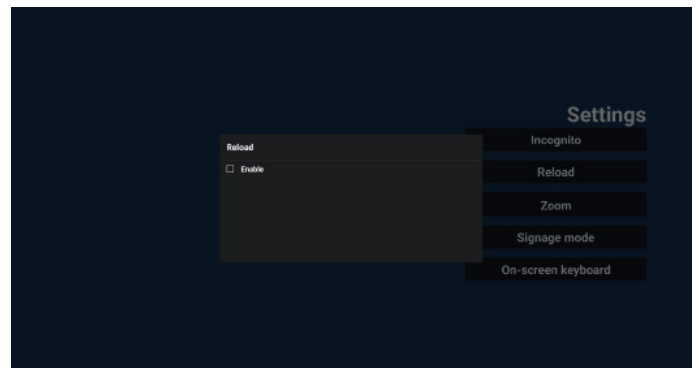 Settings
Incognito
Reload
Enable
Reload
Zoom
Signage mode
On-screen keyboard